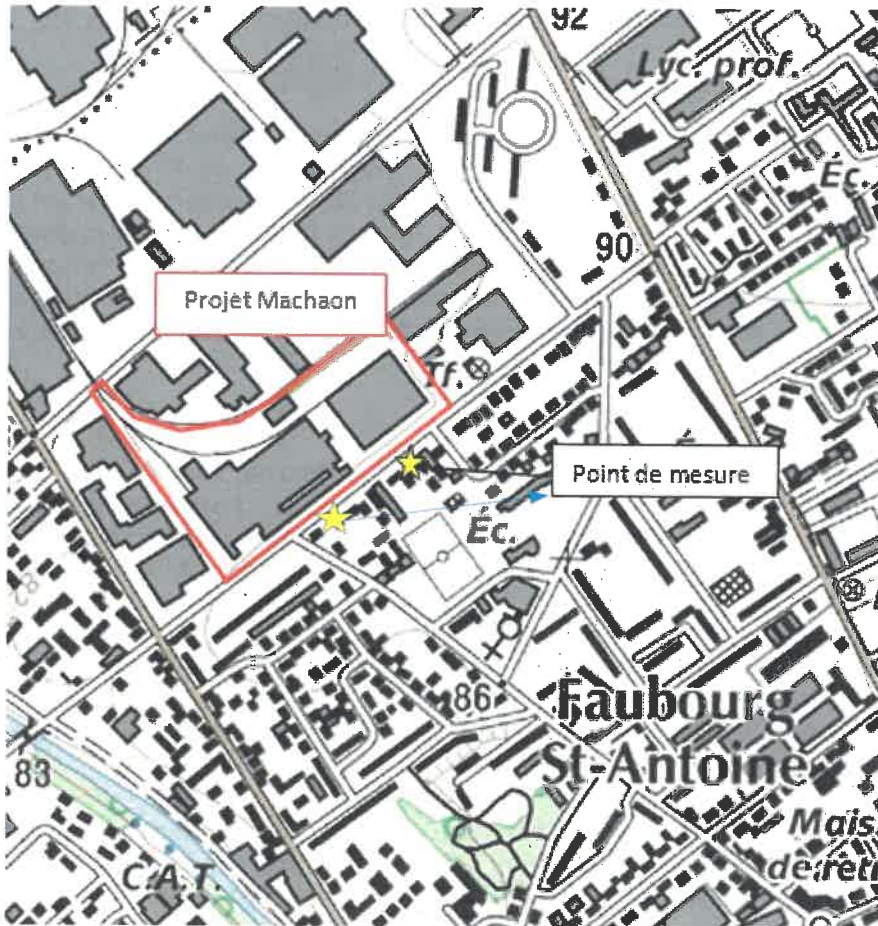 92
Lyc. prof.
Éc.
90
Projet Machaon
Tf.
Point de mesure
Éc.
86
Faubourg
St-Antoine
83
Mais.
C.A.T.
de retr
82